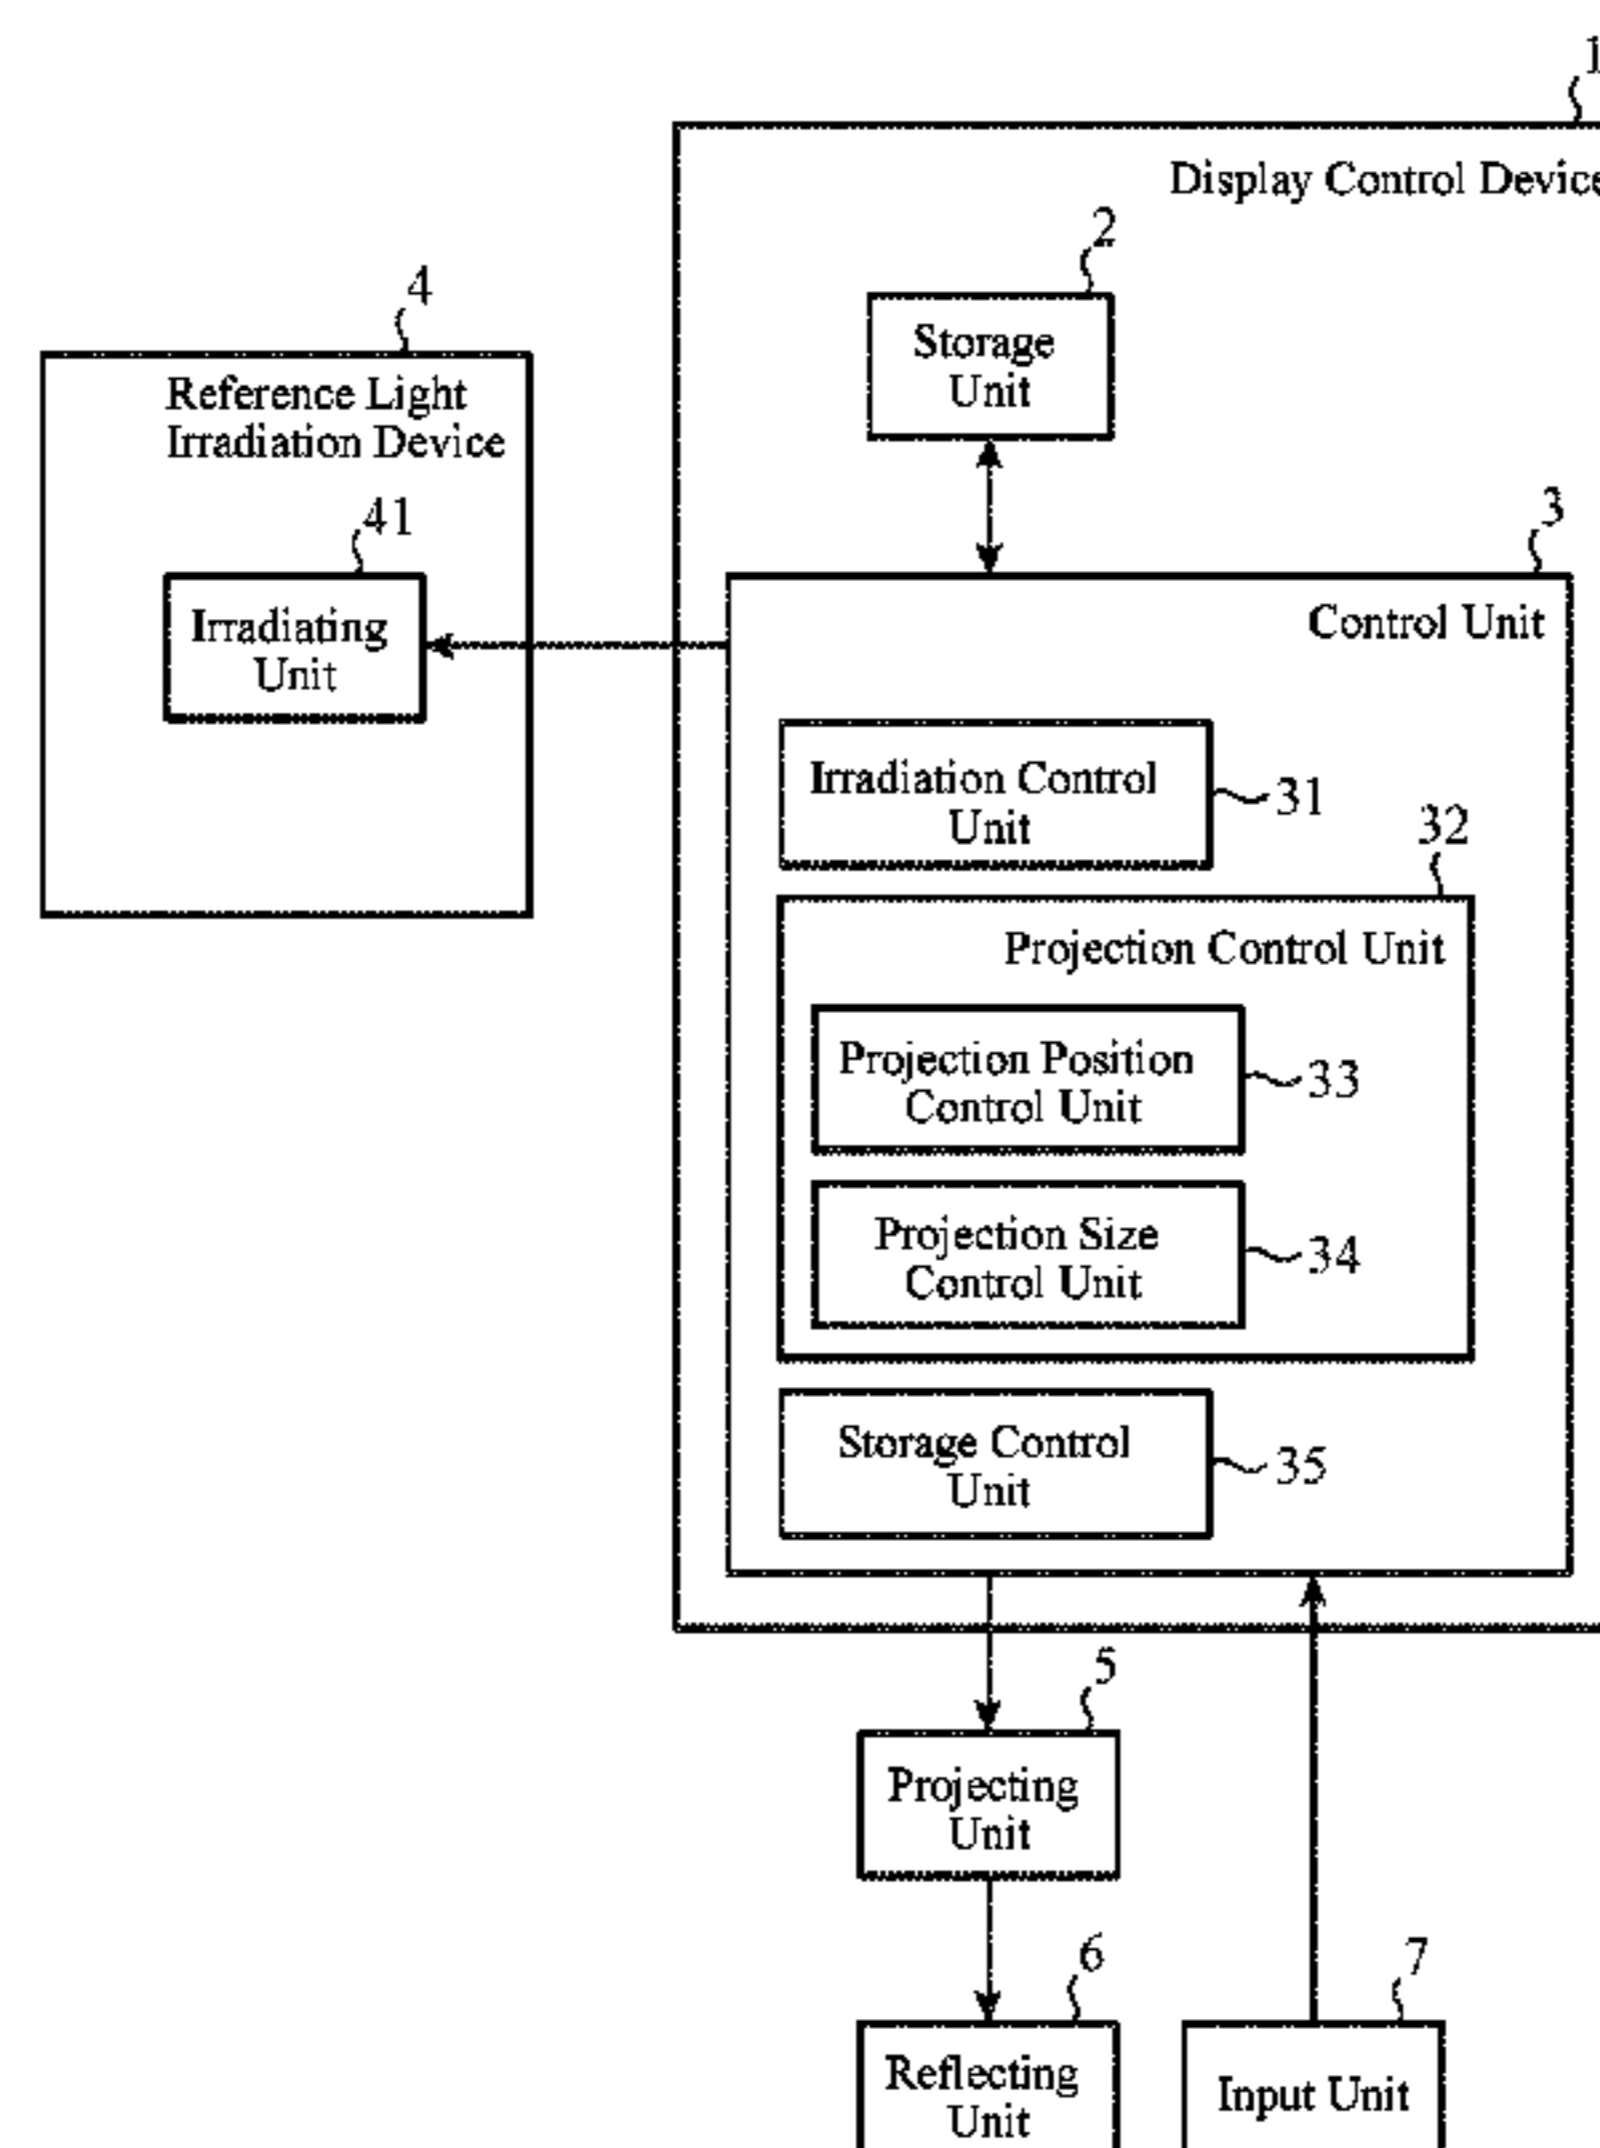 1
Display Control Device
2
Storage
Unit
4
Reference Light
Irradiation Device
41
Irradiating
Unit
3
Control Unit
Irradiation Control
Unit
31
32
Projection Control Unit
Projection Position
Control Unit
33
Projection Size
Control Unit
34
Storage Control
Unit
35
5
Projecting
Unit
6
Reflecting
Unit
7
Input Unit